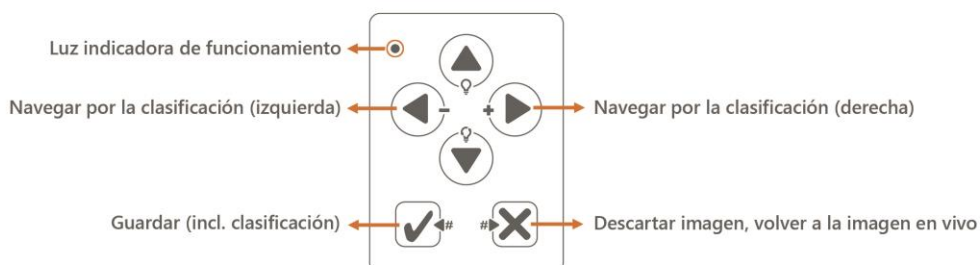 Luz indicadora de funcionamiento
Navegar por la clasificación (izquierda)
- +
Navegar por la clasificación (derecha)
Guardar (incl. clasificación)
# #
Descartar imagen, volver a la imagen en vivo